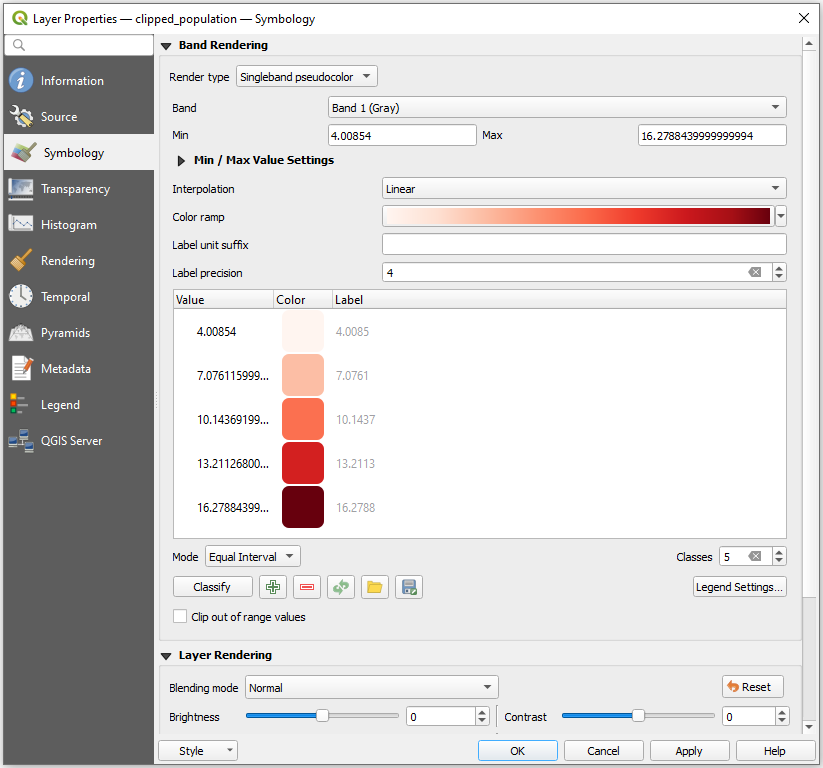 Layer Properties — clipped_population — Symbology
Information
Source
Symbology
Transparency
Histogram
Rendering
Temporal
Pyramids
Metadata
Legend
QGIS Server
Band Rendering
Render type Singleband pseudocolor
Band Band 1 (Gray)
Min 4.00854 Max 16.2788439999999994
Min / Max Value Settings
Interpolation Linear
Color ramp
Label unit suffix
Label precision 4
Value Color Label
4.00854 4.0085
7.076115999... 7.0761
10.14369199... 10.1437
13.21126800... 13.2113
16.27884399... 16.2788
Mode Equal Interval Classes 5
Classify Legend Settings...
Clip out of range values
Layer Rendering
Blending mode Normal Reset
Brightness 0 Contrast 0
Style OK Cancel Apply Help